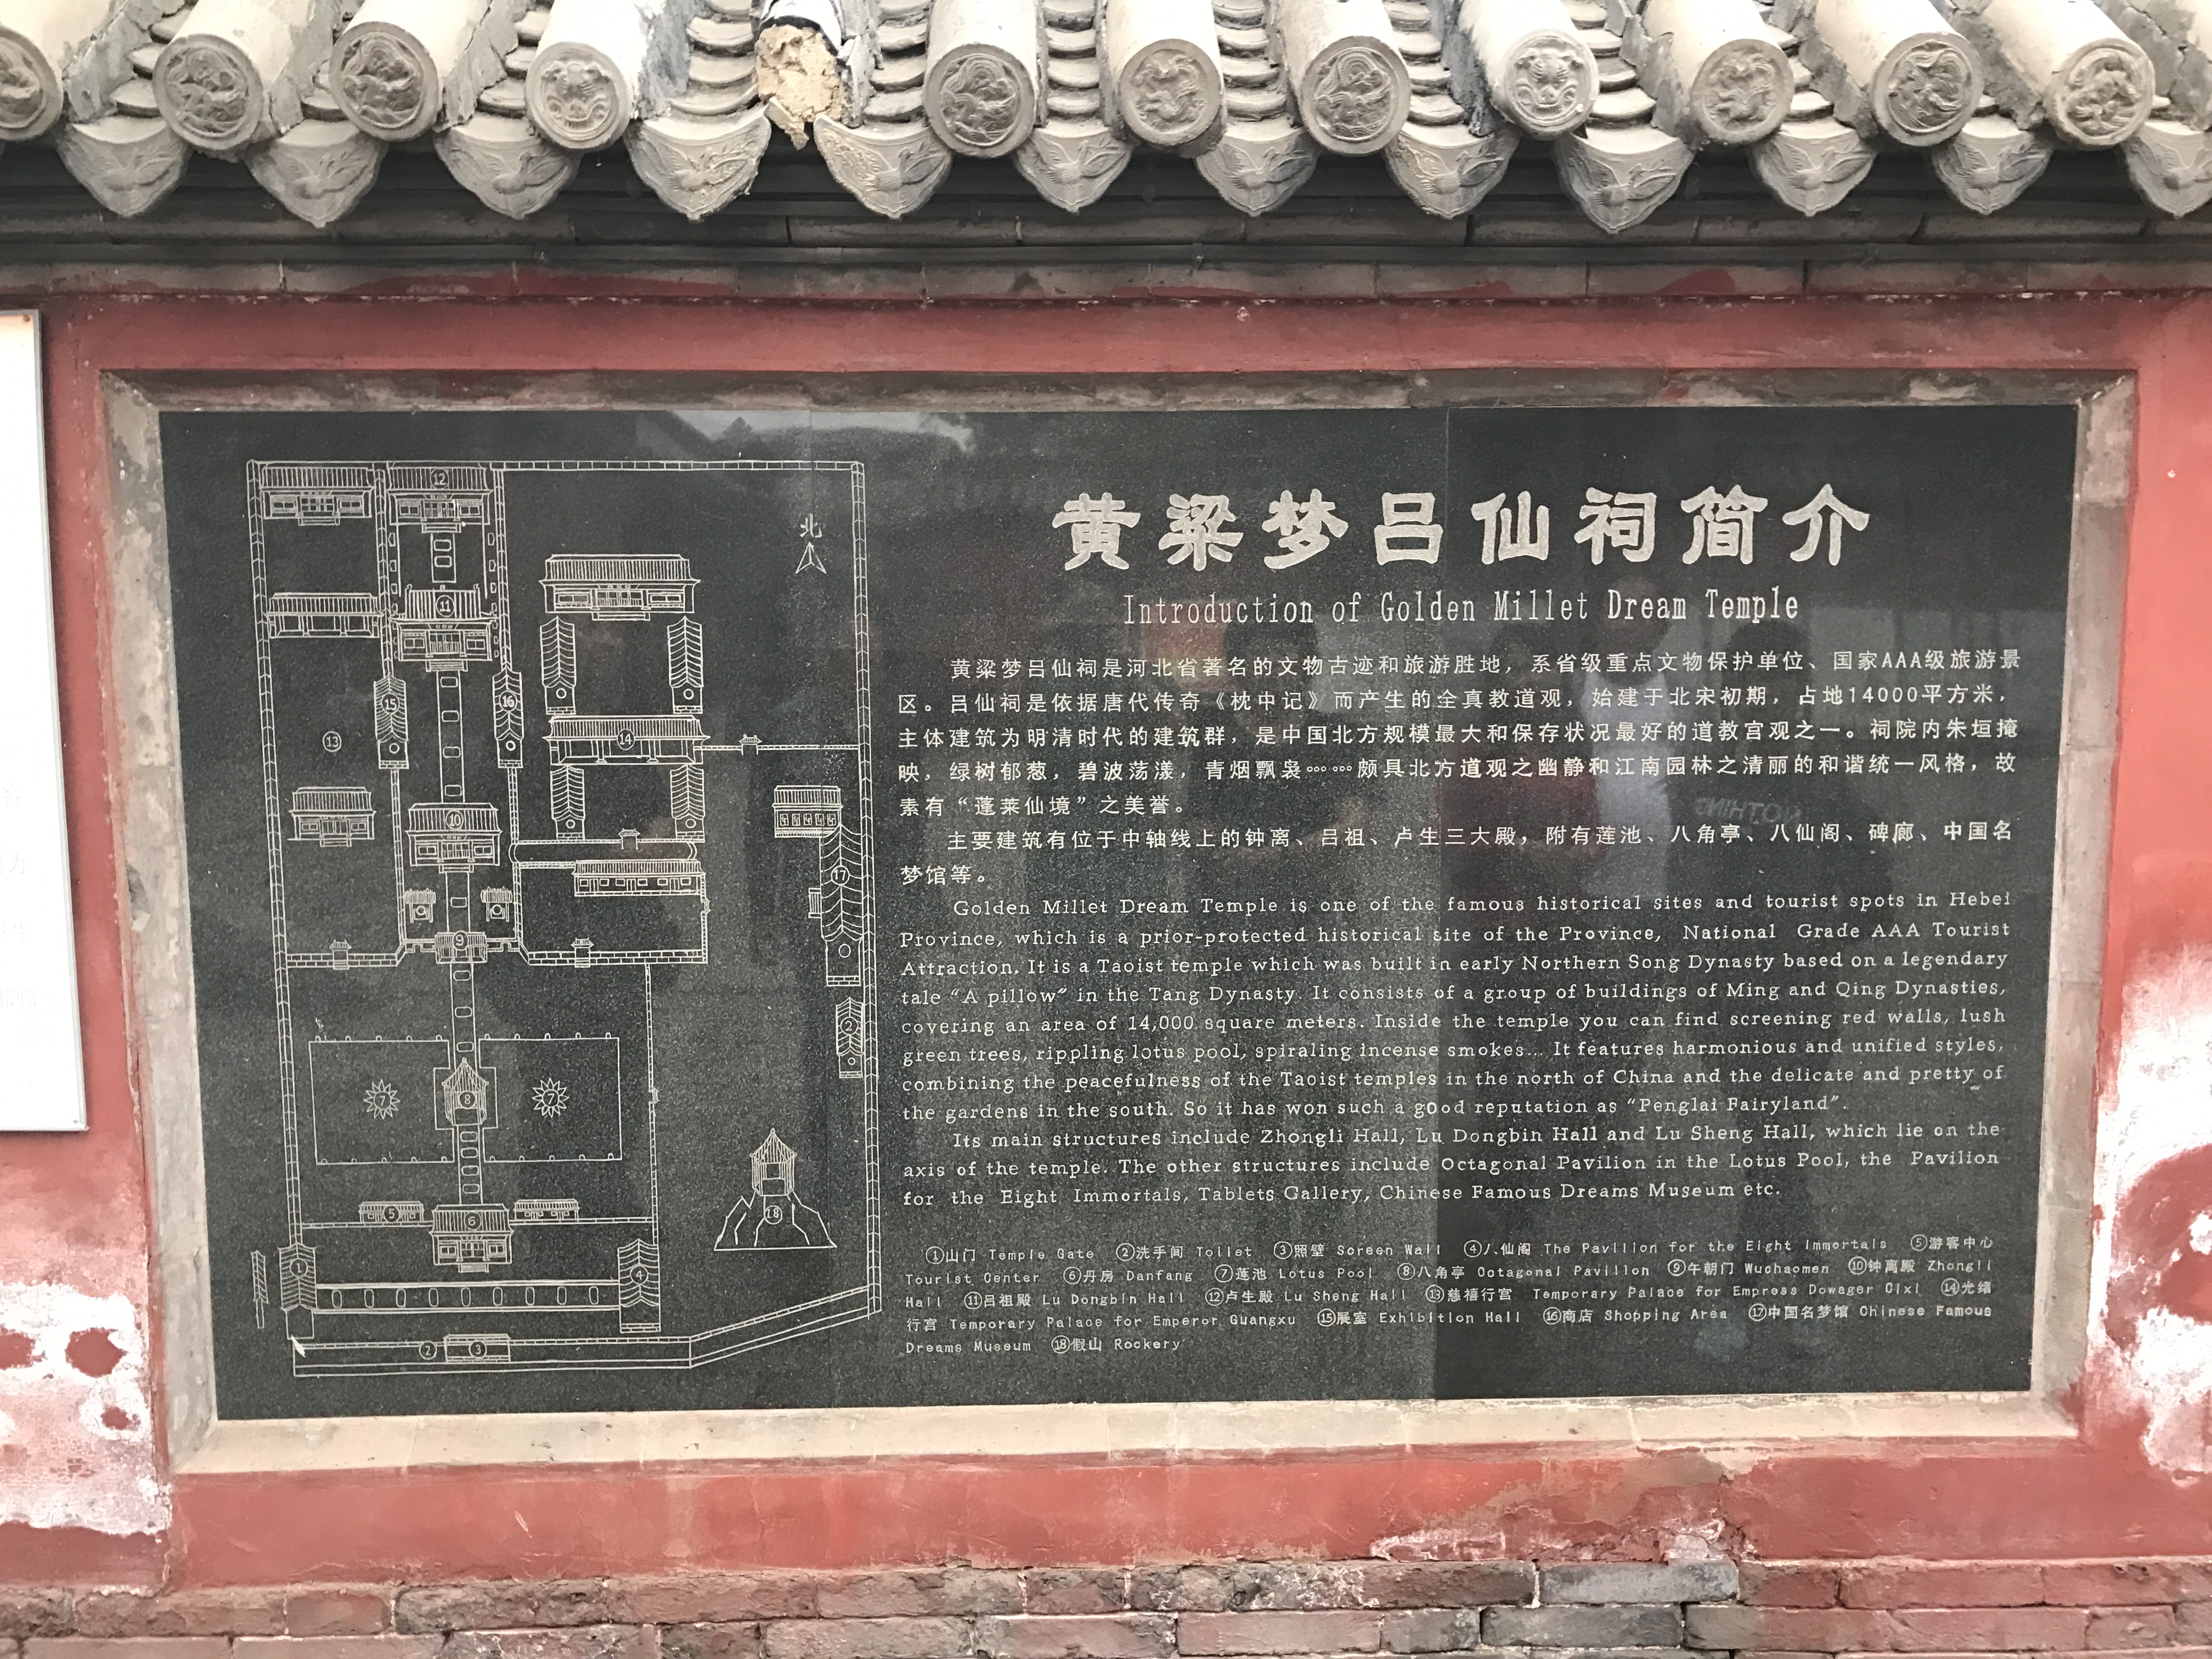 黄粱梦吕仙祠简介
Introduction of Golden Millet Dream Temple
黄粱梦吕仙祠是河北省著名的文物古迹和旅游胜地，系省级重点文物保护单位、国家AAA级旅游景
区。吕仙祠是依据唐代传奇《枕中记》而产生的全真教道观，始建于北宋初期，占地14000平方米，
主体建筑为明清时代的建筑群，是中国北方规模最大和保存状况最好的道教宫观之一。祠院内朱垣掩
映，绿树郁葱，碧波荡漾，青烟飘袅……颇具北方道观之幽静和江南园林之清丽的和谐统一风格，故
素有“蓬莱仙境”之美誉。
主要建筑有位于中轴线上的钟离、吕祖、卢生三大殿，附有莲池、八角亭、八仙阁、碑廊、中国名
梦馆等。
Golden Millet Dream Temple is one of the famous historical sites and tourist spots in Hebei
Province, which is a prior-protected historical site of the Province, National Grade AAA Tourist
Attraction. It is a Taoist temple which was built in early Northern Song Dynasty based on a legendary
tale “A pillow” in the Tang Dynasty. It consists of a group of buildings of Ming and Qing Dynasties,
covering an area of 14,000 square meters. Inside the temple you can find screening red walls, lush
green trees, rippling lotus pool, spiraling incense smokes... It features harmonious and unified styles,
combining the peacefulness of the Taoist temples in the north of China and the delicate and pretty of
the gardens in the south. So it has won such a good reputation as “Penglai Fairyland”.
Its main structures include Zhongli Hall, Lu Dongbin Hall and Lu Sheng Hall, which lie on the
axis of the temple. The other structures include Octagonal Pavilion in the Lotus Pool, the Pavilion
for the Eight Immortals, Tablets Gallery, Chinese Famous Dreams Museum etc.
①山门 Temple Gate ②洗手间 Toilet ③照壁 Screen Wall ④八仙阁 The Pavilion for the Eight Immortals ⑤游客中心
Tourist Center ⑥丹房 Danfang ⑦莲池 Lotus Pool ⑧八角亭 Octagonal Pavilion ⑨午朝门 Wuchaomen ⑩钟离殿 Zhongli
Hall ⑪吕祖殿 Lu Dongbin Hall ⑫卢生殿 Lu Sheng Hall ⑬慈禧行宫 Temporary Palace for Empress Dowager Cixi ⑭光绪
行宫 Temporary Palace for Emperor Guangxu ⑮展室 Exhibition Hall ⑯商店 Shopping Area ⑰中国名梦馆 Chinese Famous
Dreams Museum ⑱假山 Rockery
北
⑫
⑪
⑮
⑯
⑬
⑭
⑩
⑰
⑨
②
⑦
⑧
⑦
⑤
⑥
⑱
①
④
②
③